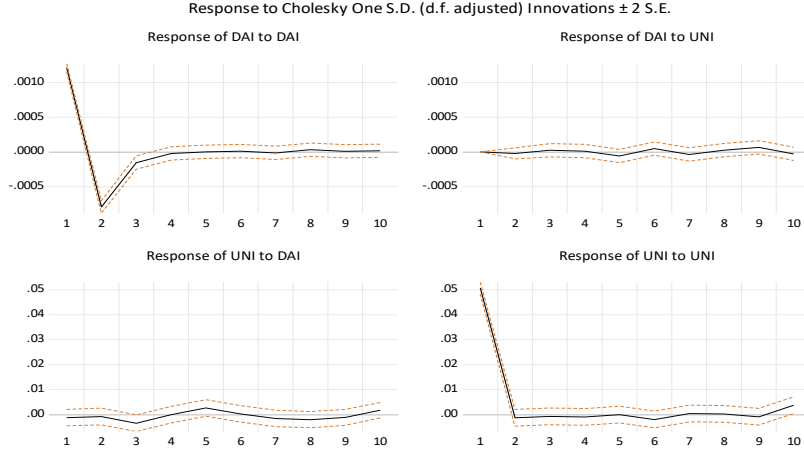 Response to Cholesky One S.D. (d.f. adjusted) Innovations ± 2 S.E.
Response of DAI to DAI
.0010
.0005
.0000
-.0005
1 2 3 4 5 6 7 8 9 10
Response of DAI to UNI
.0010
.0005
.0000
-.0005
1 2 3 4 5 6 7 8 9 10
Response of UNI to DAI
.05
.04
.03
.02
.01
.00
1 2 3 4 5 6 7 8 9 10
Response of UNI to UNI
.05
.04
.03
.02
.01
.00
1 2 3 4 5 6 7 8 9 10